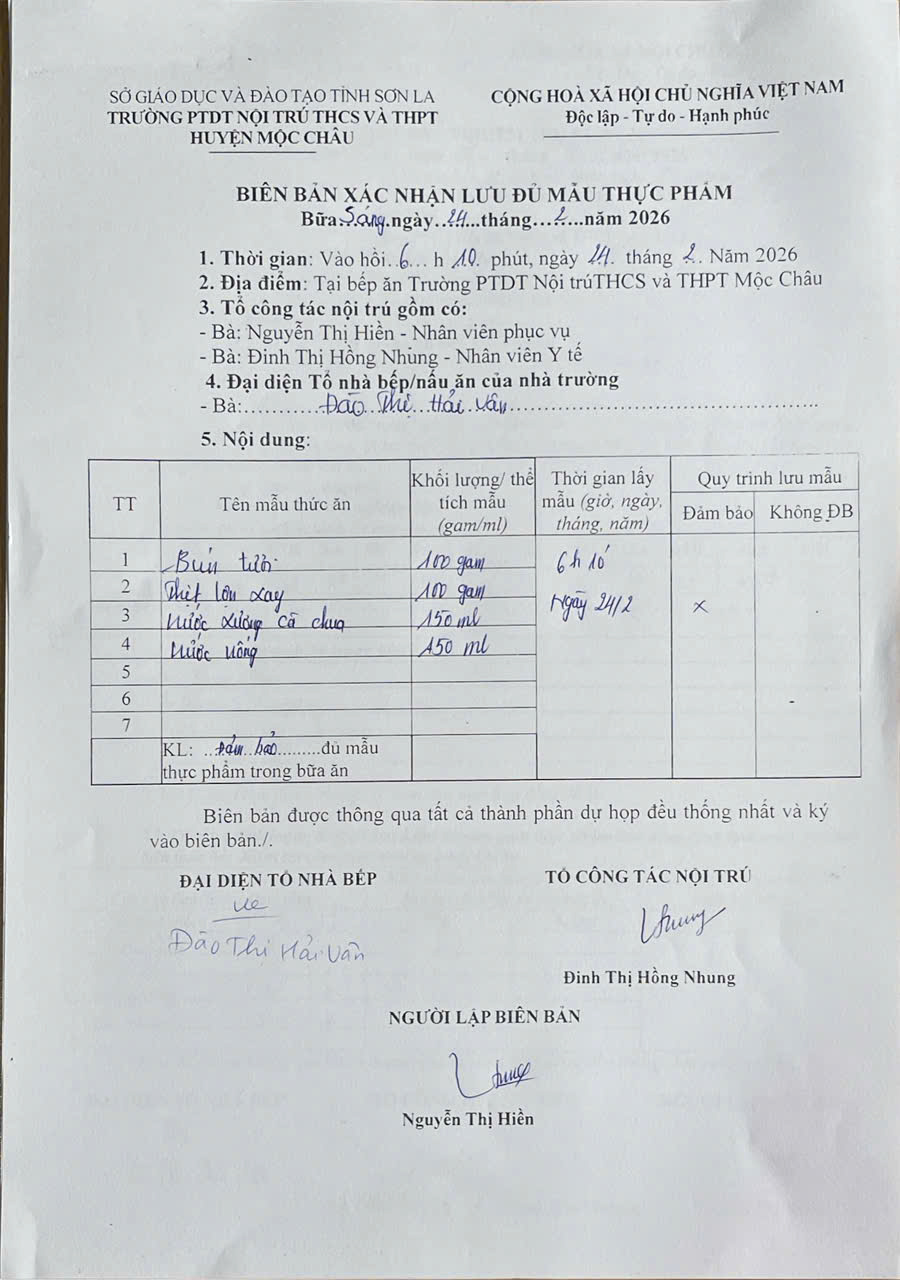 SỞ GIÁO DỤC VÀ ĐÀO TẠO TỈNH SƠN LA
TRƯỜNG PTDT NỘI TRÚ THCS VÀ THPT
HUYỆN MỘC CHÂU
CỘNG HOÀ XÃ HỘI CHỦ NGHĨA VIỆT NAM
Độc lập - Tự do - Hạnh phúc
BIÊN BẢN XÁC NHẬN LƯU ĐỦ MẪU THỰC PHẨM
Bữa Sáng ngày 24 tháng 2 năm 2026
1. Thời gian: Vào hồi 6 h 10 phút, ngày 24 tháng 2. Năm 2026
2. Địa điểm: Tại bếp ăn Trường PTDT Nội trúTHCS và THPT Mộc Châu
3. Tổ công tác nội trú gồm có:
- Bà: Nguyễn Thị Hiền - Nhân viên phục vụ
- Bà: Đinh Thị Hồng Nhung - Nhân viên Y tế
4. Đại diện Tổ nhà bếp/nấu ăn của nhà trường
- Bà: Đào Thị Hải Vân
5. Nội dung:
TT Tên mẫu thức ăn Khối lượng/ thể tích mẫu (gam/ml) Thời gian lấy mẫu (giờ, ngày, tháng, năm) Quy trình lưu mẫu
Đảm bảo Không ĐB
1 Bún tươi 100 gam 6h 10'
2 Thịt lợn xay 100 gam
3 Nước xương cà chua 150 ml Ngày 24/2 x
4 Nước uống 150 ml
5
6
7
KL: đảm bảo đủ mẫu
thực phẩm trong bữa ăn
Biên bản được thông qua tất cả thành phần dự họp đều thống nhất và ký
vào biên bản./.
ĐẠI DIỆN TỔ NHÀ BẾP
Đào Thị Hải Vân
TỔ CÔNG TÁC NỘI TRÚ
Nhung
Đinh Thị Hồng Nhung
NGƯỜI LẬP BIÊN BẢN
Nguyễn Thị Hiền